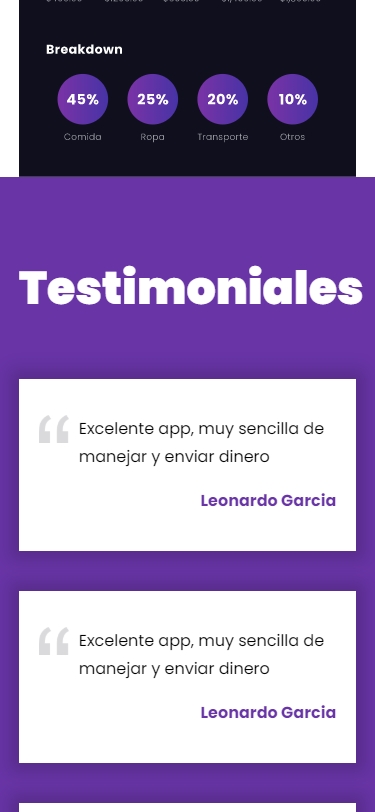 Breakdown
45% 25% 20% 10%
Comida Ropa Transporte Otros
Testimoniales
“ Excelente app, muy sencilla de
manejar y enviar dinero
Leonardo Garcia
“ Excelente app, muy sencilla de
manejar y enviar dinero
Leonardo Garcia